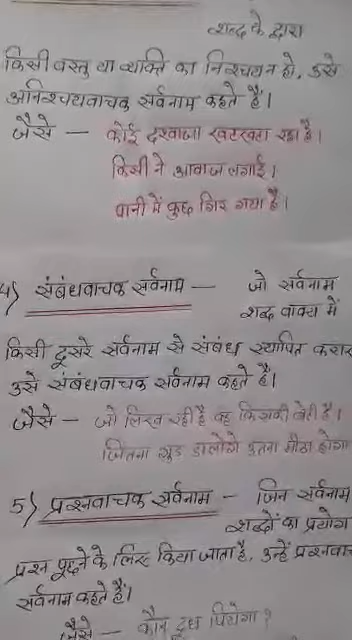 शब्द के द्वारा
किसी वस्तु या व्यक्ति का निश्चय न हो, उसे
अनिश्चयवाचक सर्वनाम कहते हैं।
जैसे — कोई दरवाजा खटखटा रहा है।
किसी ने आवाज लगाई।
पानी में कुछ गिर गया है।
4) संबंधवाचक सर्वनाम — जो सर्वनाम
शब्द वाक्य में
किसी दूसरे सर्वनाम से संबंध स्थापित कराए
उसे संबंधवाचक सर्वनाम कहते हैं।
जैसे — जो लिख रही है वह किसकी बेटी है।
जितना गुड़ डालोगे उतना मीठा होगा
5) प्रश्नवाचक सर्वनाम — जिन सर्वनाम
शब्दों का प्रयोग
प्रश्न पूछने के लिए किया जाता है, उन्हें प्रश्नवा
सर्वनाम कहते हैं।
जैसे — कौन दूध पियेगा?